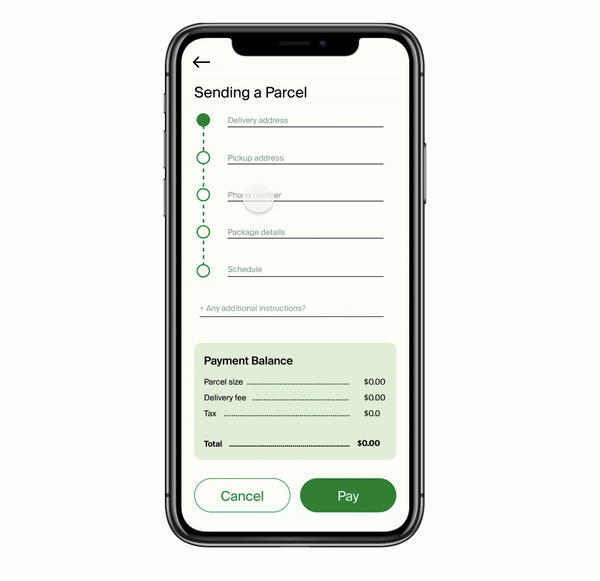 Sending a Parcel
Delivery address
Pickup address
Phone number
Package details
Schedule
+ Any additional instructions?
Payment Balance
Parcel size ........................................ $0.00
Delivery fee ...................................... $0.00
Tax ................................................ $0.0
Total .............................................. $0.00
Cancel Pay